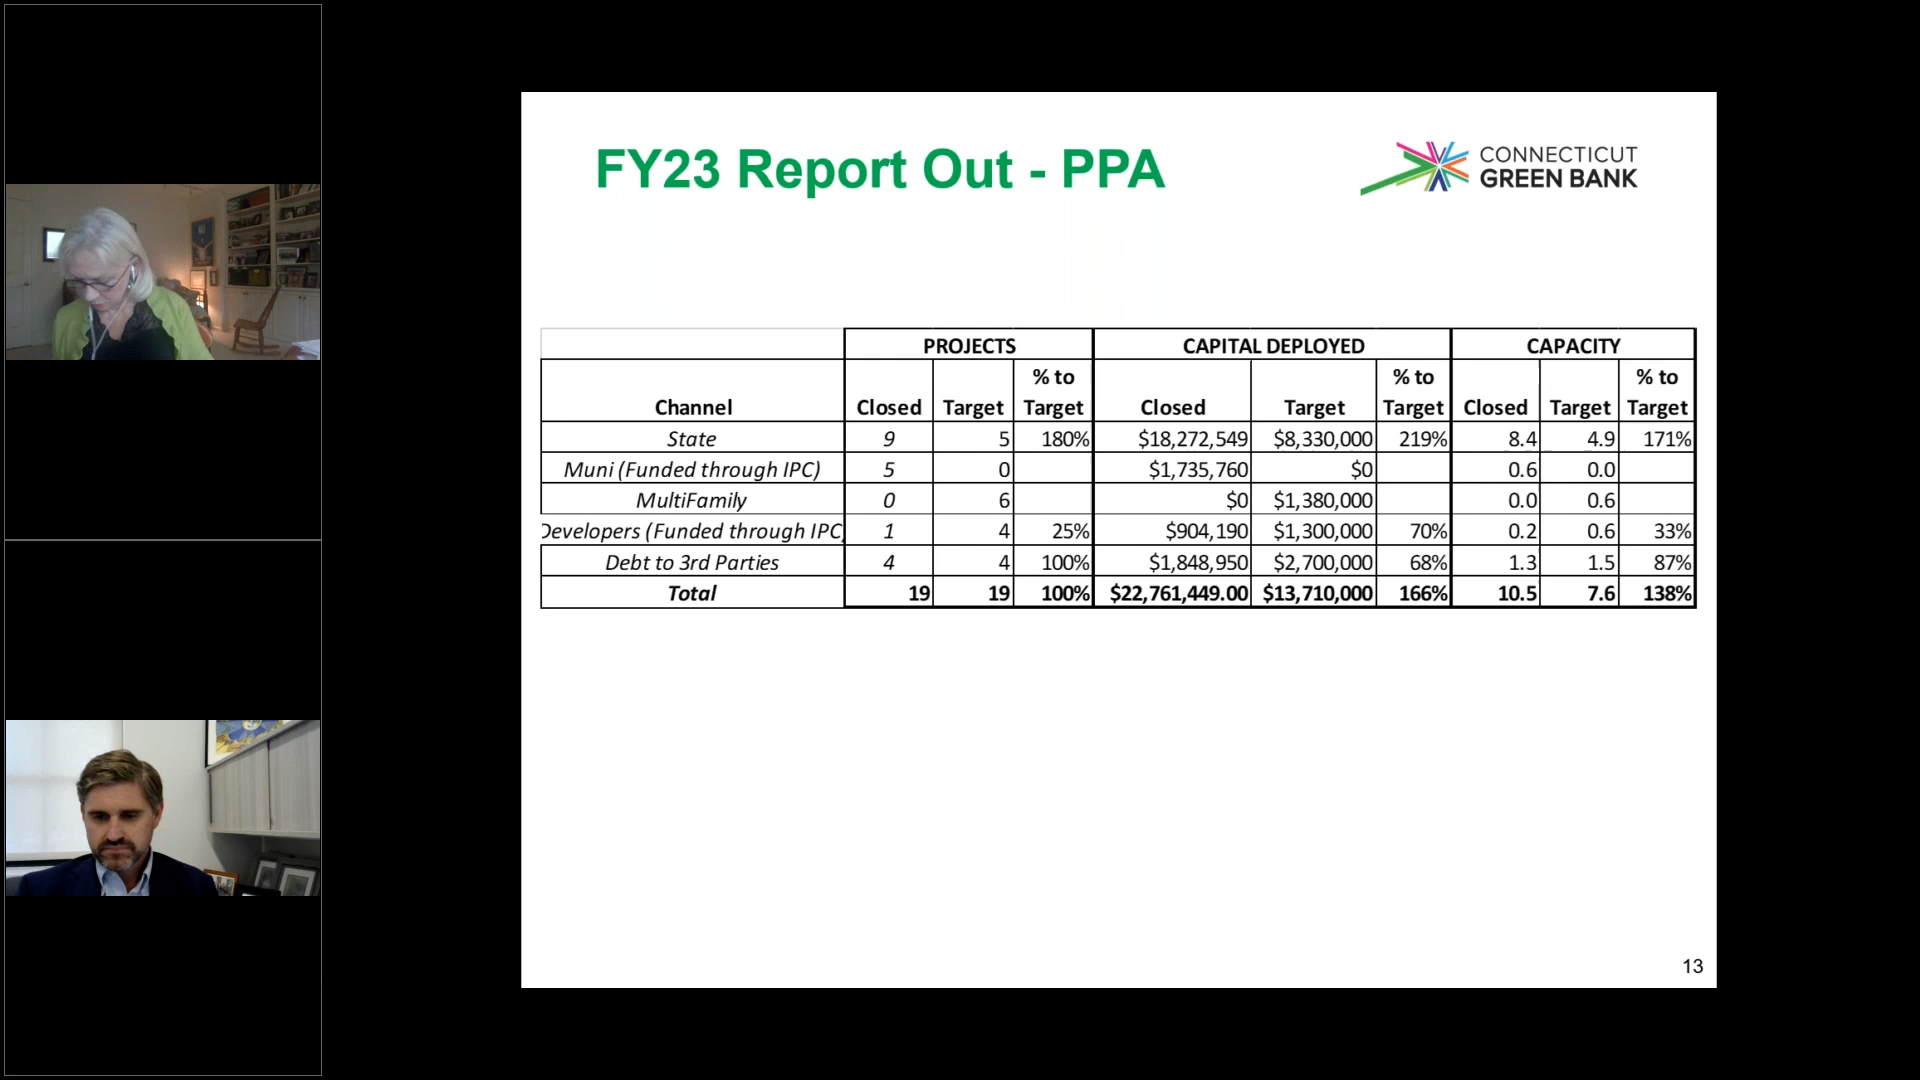 FY23 Report Out - PPA
CONNECTICUT
GREEN BANK
PROJECTS CAPITAL DEPLOYED CAPACITY
Channel Closed Target % to Target Closed Target % to Target Closed Target % to Target
State 9 5 180% $18,272,549 $8,330,000 219% 8.4 4.9 171%
Muni (Funded through IPC) 5 0 $1,735,760 $0 0.6 0.0
MultiFamily 0 6 $0 $1,380,000 0.0 0.6
Developers (Funded through IPC) 1 4 25% $904,190 $1,300,000 70% 0.2 0.6 33%
Debt to 3rd Parties 4 4 100% $1,848,950 $2,700,000 68% 1.3 1.5 87%
Total 19 19 100% $22,761,449.00 $13,710,000 166% 10.5 7.6 138%
13